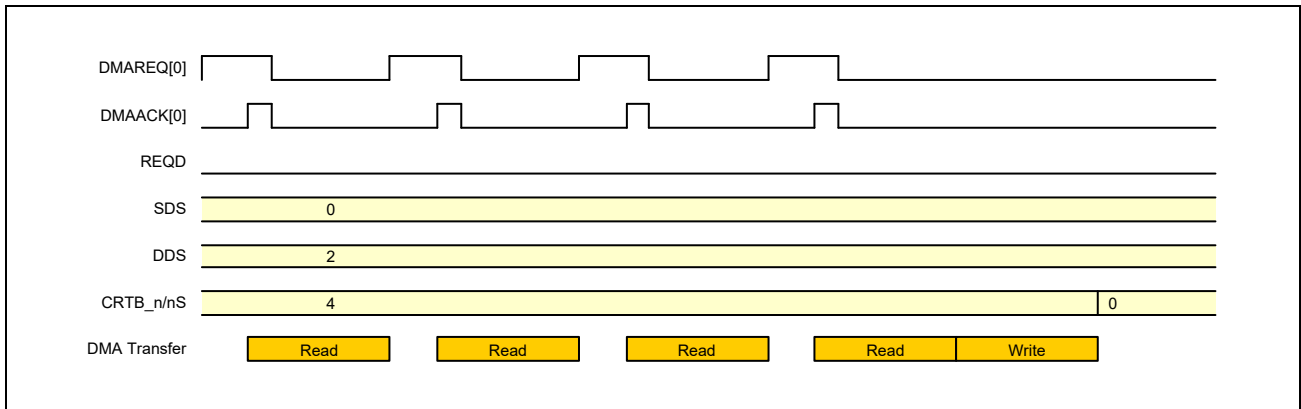 DMAREQ[0]
DMAACK[0]
REQD
SDS 0
DDS 2
CRTB_n/nS 4 0
DMA Transfer Read Read Read Read Write